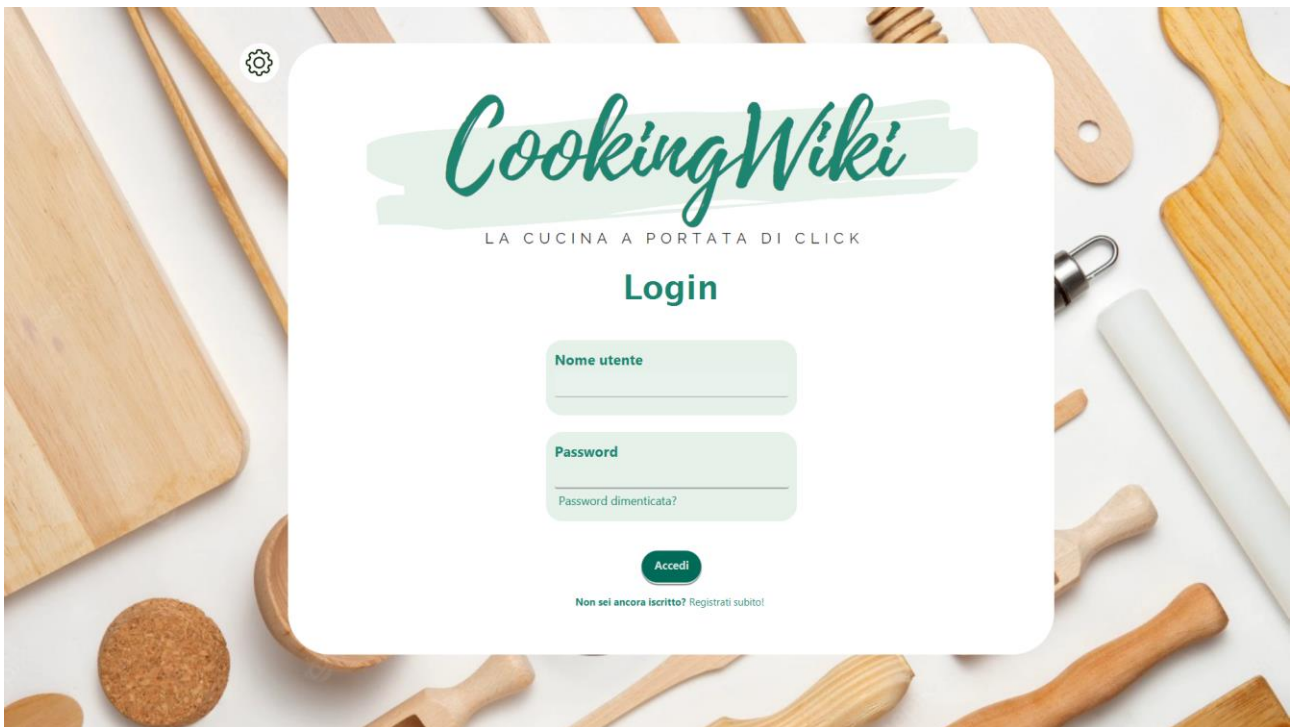 CookingWiki
LA CUCINA A PORTATA DI CLICK
Login
Nome utente
Password
Password dimenticata?
Accedi
Non sei ancora iscritto? Registrati subito!